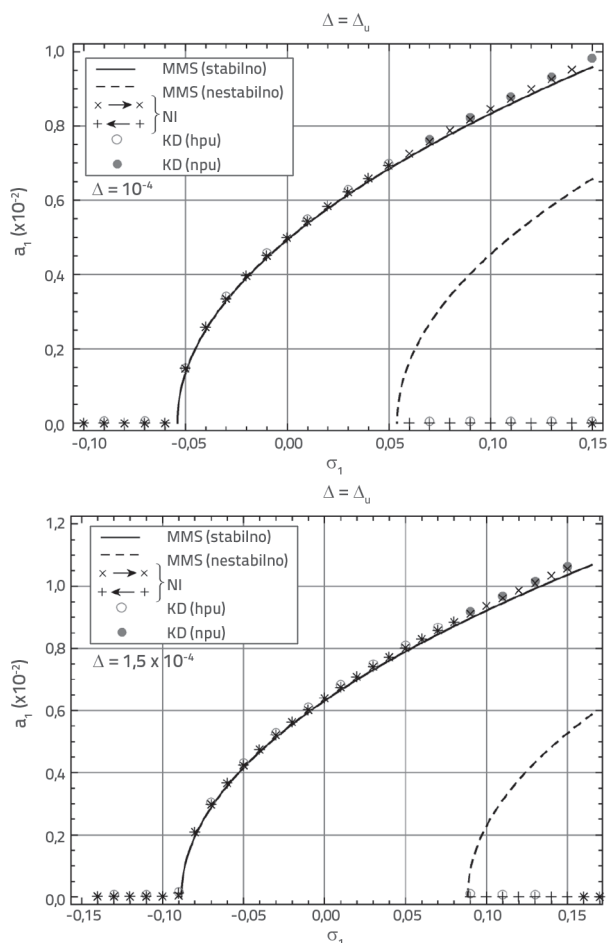 Δ = Δu
1,0
0,8
0,6
0,4
0,2
0,0
a1 (x10-2)
MMS (stabilno)
MMS (nestabilno)
NI
KD (hpu)
KD (npu)
Δ = 10-4
-0,10 -0,05 0,00 0,05 0,10 0,15
σ1
Δ = Δu
1,2
1,0
0,8
0,6
0,4
0,2
0,0
a1 (x10-2)
MMS (stabilno)
MMS (nestabilno)
NI
KD (hpu)
KD (npu)
Δ = 1,5 x 10-4
-0,15 -0,10 -0,05 0,00 0,05 0,10 0,15
σ1